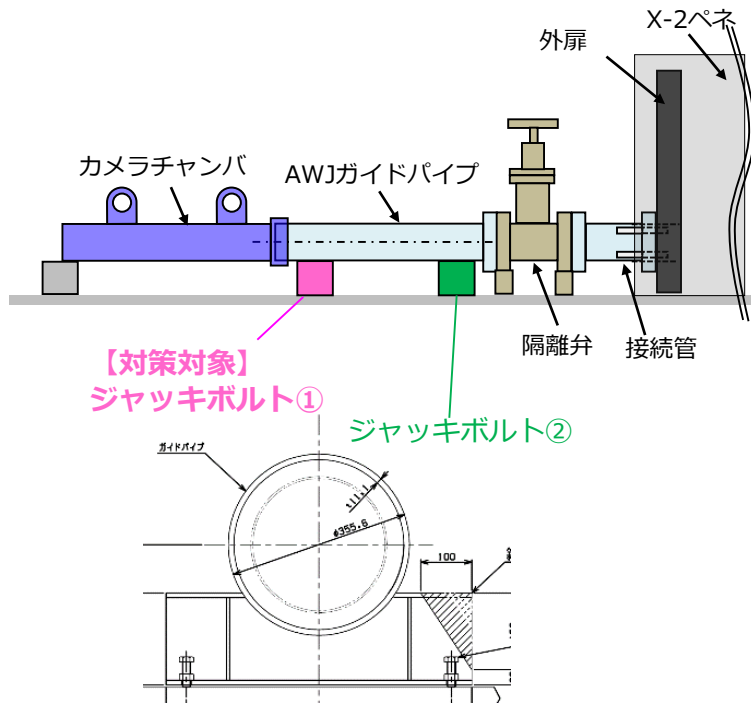 X-2ペネ
外扉
カメラチャンバ
AWJガイドパイプ
隔離弁
接続管
【対策対象】
ジャッキボルト①
ジャッキボルト②
ガイドパイプ
t11.1
φ355.6
100